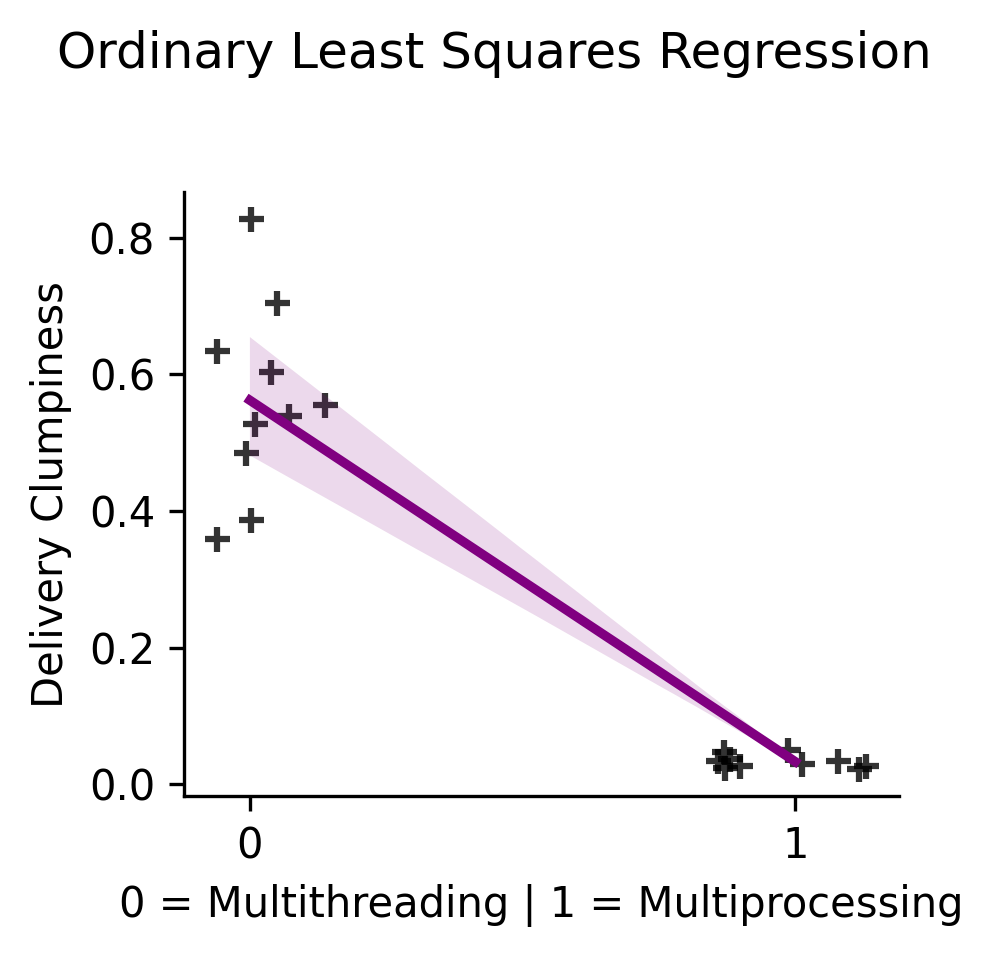 Ordinary Least Squares Regression
Delivery Clumpiness
0.8
0.6
0.4
0.2
0.0
0 1
0 = Multithreading | 1 = Multiprocessing